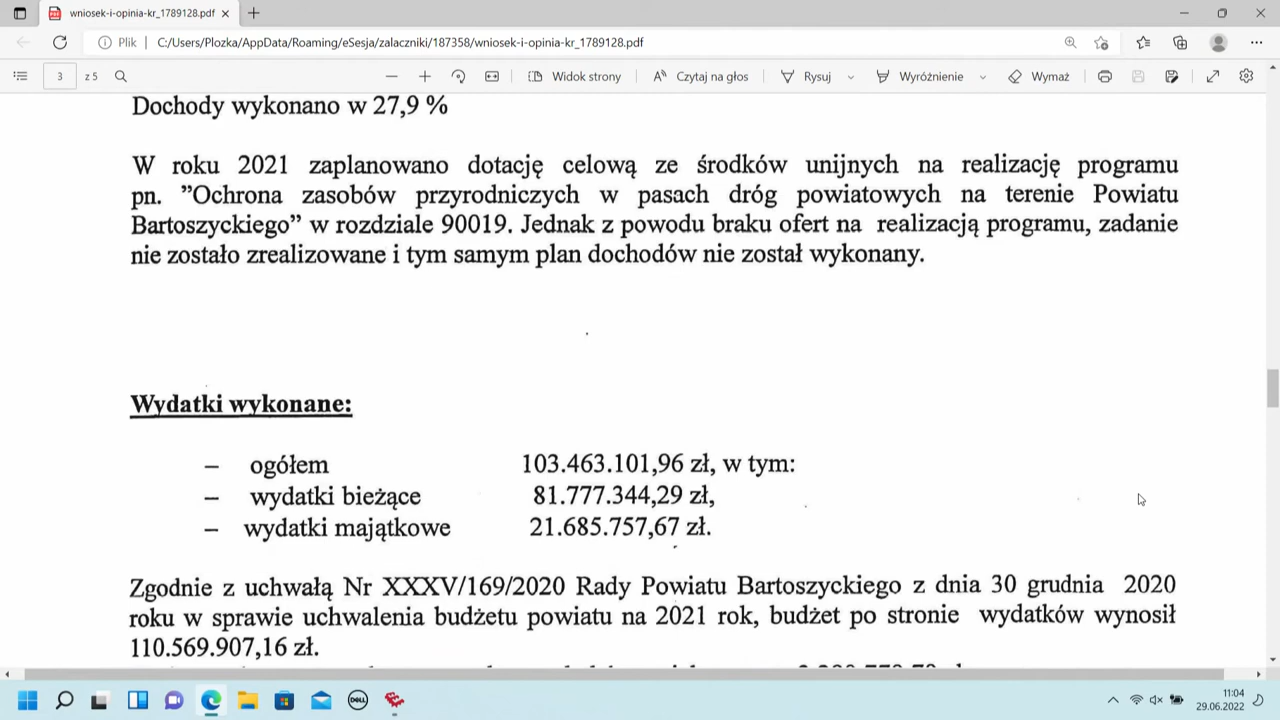 wniosek-i-opinia-kr_1789128.pdf
Plik | C:/Users/Plozka/AppData/Roaming/eSesja/zalaczniki/187358/wniosek-i-opinia-kr_1789128.pdf
3 z 5 Widok strony Czytaj na głos Rysuj Wyróżnienie Wymaż
Dochody wykonano w 27,9 %
W roku 2021 zaplanowano dotację celową ze środków unijnych na realizację programu
pn. ”Ochrona zasobów przyrodniczych w pasach dróg powiatowych na terenie Powiatu
Bartoszyckiego” w rozdziale 90019. Jednak z powodu braku ofert na realizacją programu, zadanie
nie zostało zrealizowane i tym samym plan dochodów nie został wykonany.
Wydatki wykonane:
– ogółem 103.463.101,96 zł, w tym:
– wydatki bieżące 81.777.344,29 zł,
– wydatki majątkowe 21.685.757,67 zł.
Zgodnie z uchwałą Nr XXXV/169/2020 Rady Powiatu Bartoszyckiego z dnia 30 grudnia 2020
roku w sprawie uchwalenia budżetu powiatu na 2021 rok, budżet po stronie wydatków wynosił
110.569.907,16 zł.
DELL
11:04
29.06.2022